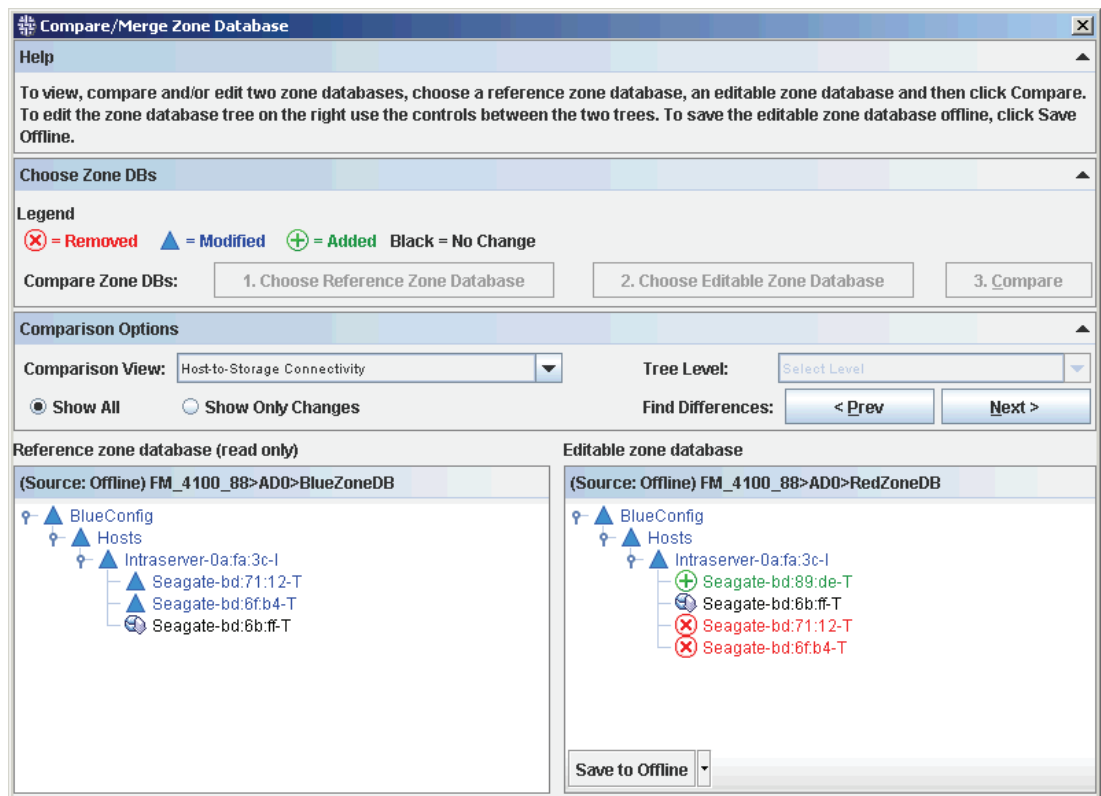 Compare/Merge Zone Database
Help
To view, compare and/or edit two zone databases, choose a reference zone database, an editable zone database and then click Compare.
To edit the zone database tree on the right use the controls between the two trees. To save the editable zone database offline, click Save
Offline.
Choose Zone DBs
Legend
= Removed = Modified = Added Black = No Change
Compare Zone DBs: 1. Choose Reference Zone Database 2. Choose Editable Zone Database 3. Compare
Comparison Options
Comparison View: Host-to-Storage Connectivity Tree Level: Select Level
Show All Show Only Changes Find Differences: < Prev Next >
Reference zone database (read only)
(Source: Offline) FM_4100_88>AD0>BlueZoneDB
BlueConfig
Hosts
Intraserver-0a:fa:3c-I
Seagate-bd:71:12-T
Seagate-bd:6f:b4-T
Seagate-bd:6b:ff-T
Editable zone database
(Source: Offline) FM_4100_88>AD0>RedZoneDB
BlueConfig
Hosts
Intraserver-0a:fa:3c-I
Seagate-bd:89:de-T
Seagate-bd:6b:ff-T
Seagate-bd:71:12-T
Seagate-bd:6f:b4-T
Save to Offline